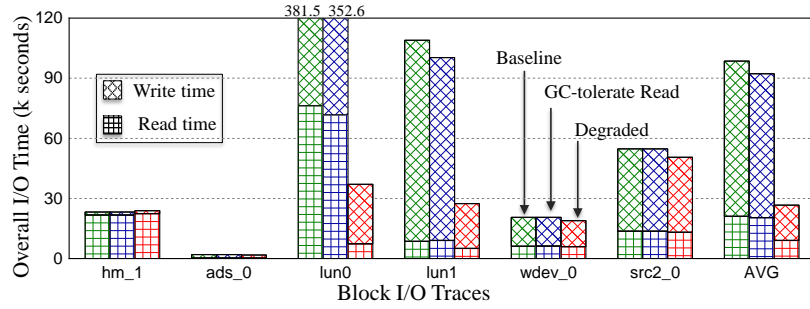 381.5 352.6
120
90
60
30
0
Overall I/O Time (k seconds)
Write time
Read time
Baseline
GC-tolerate Read
Degraded
hm_1 ads_0 lun0 lun1 wdev_0 src2_0 AVG
Block I/O Traces